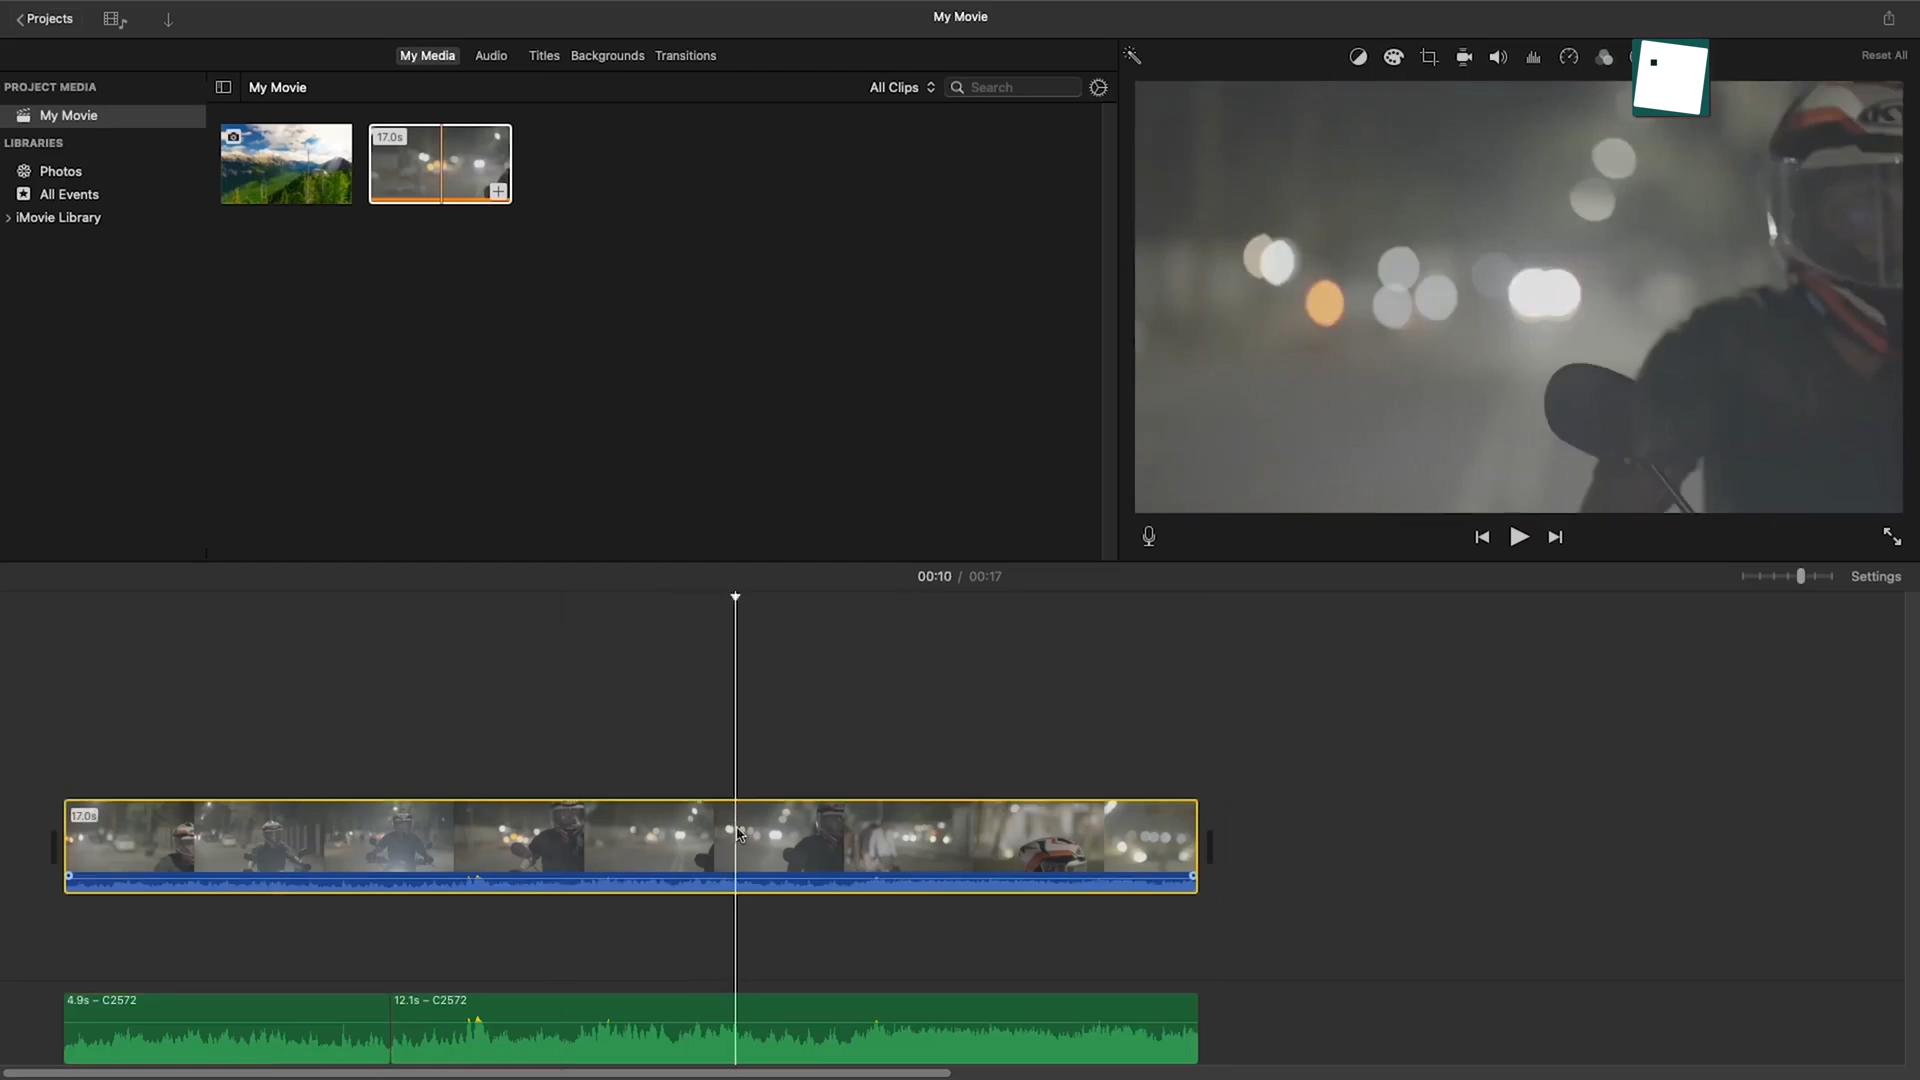 Projects
My Movie
My Media
Audio
Titles
Backgrounds
Transitions
Reset All
PROJECT MEDIA
My Movie
All Clips
Search
My Movie
LIBRARIES
Photos
All Events
iMovie Library
17.0s
00:10 / 00:17
Settings
17.0s
4.9s – C2572
12.1s – C2572